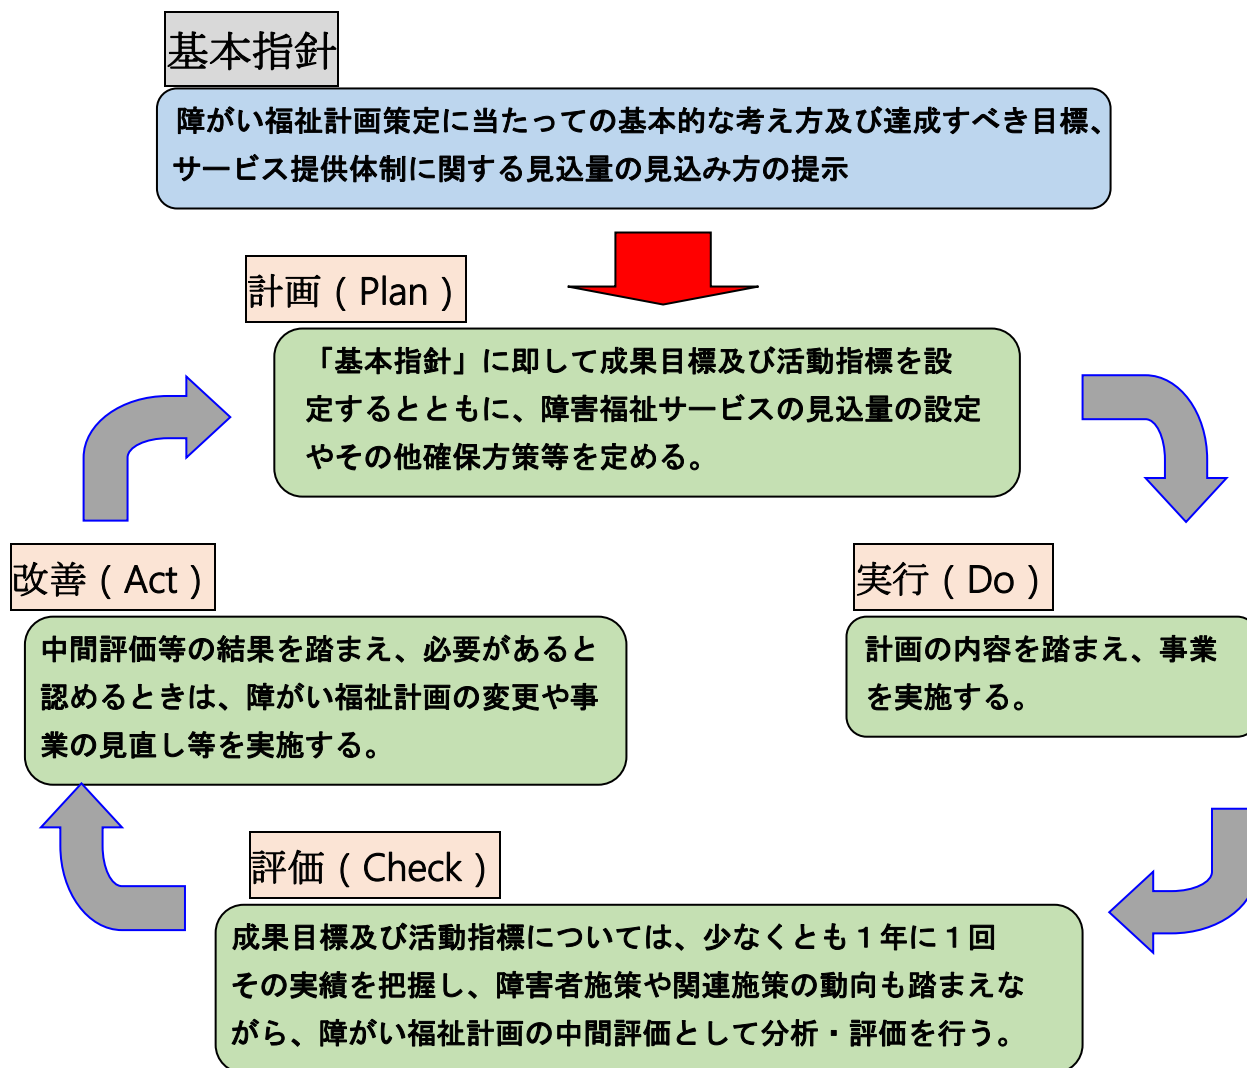 基本指針
障がい福祉計画策定に当たっての基本的な考え方及び達成すべき目標、
サービス提供体制に関する見込量の見込み方の提示
計画（Plan）
「基本指針」に即して成果目標及び活動指標を設
定するとともに、障害福祉サービスの見込量の設定
やその他確保方策等を定める。
改善（Act）
中間評価等の結果を踏まえ、必要があると
認めるときは、障がい福祉計画の変更や事
業の見直し等を実施する。
実行（Do）
計画の内容を踏まえ、事業
を実施する。
評価（Check）
成果目標及び活動指標については、少なくとも１年に１回
その実績を把握し、障害者施策や関連施策の動向も踏まえな
がら、障がい福祉計画の中間評価として分析・評価を行う。